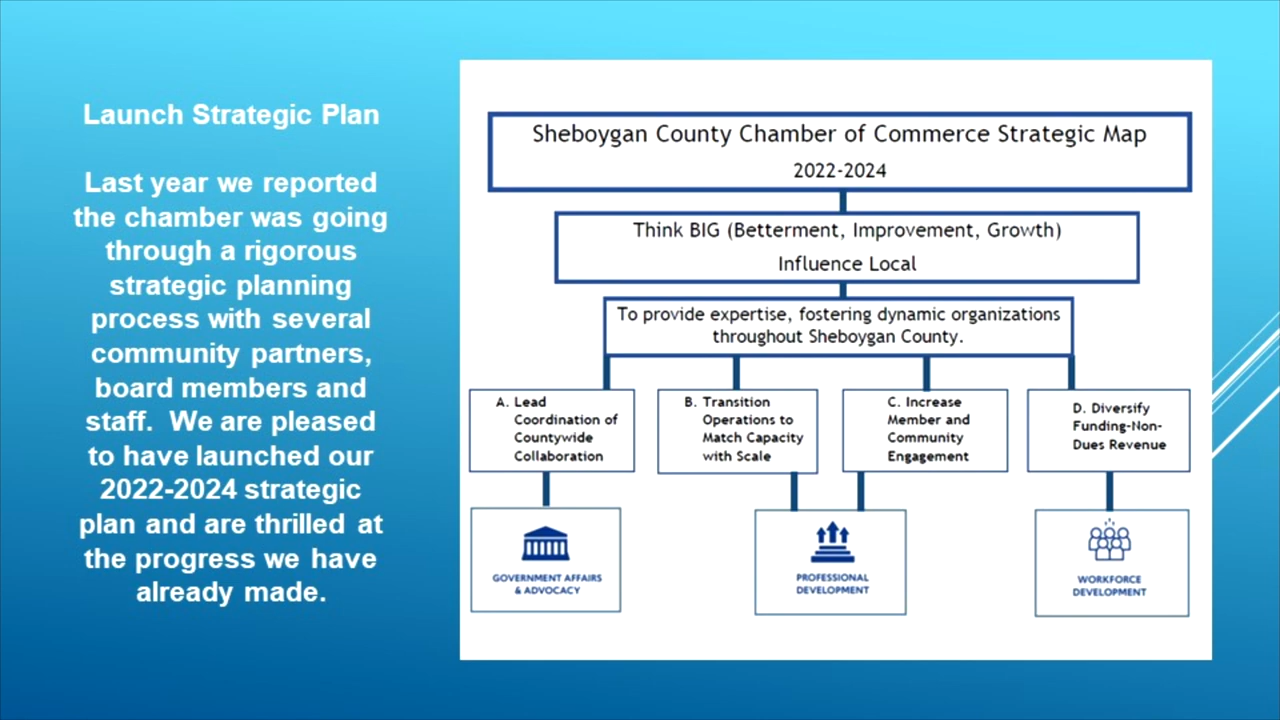 Launch Strategic Plan
Last year we reported
the chamber was going
through a rigorous
strategic planning
process with several
community partners,
board members and
staff.  We are pleased
to have launched our
2022-2024 strategic
plan and are thrilled at
the progress we have
already made.
Sheboygan County Chamber of Commerce Strategic Map
2022-2024
Think BIG (Betterment, Improvement, Growth)
Influence Local
To provide expertise, fostering dynamic organizations
throughout Sheboygan County.
A. Lead
Coordination of
Countywide
Collaboration
B. Transition
Operations to
Match Capacity
with Scale
C. Increase
Member and
Community
Engagement
D. Diversify
Funding-Non-
Dues Revenue
GOVERNMENT AFFAIRS
& ADVOCACY
PROFESSIONAL
DEVELOPMENT
WORKFORCE
DEVELOPMENT